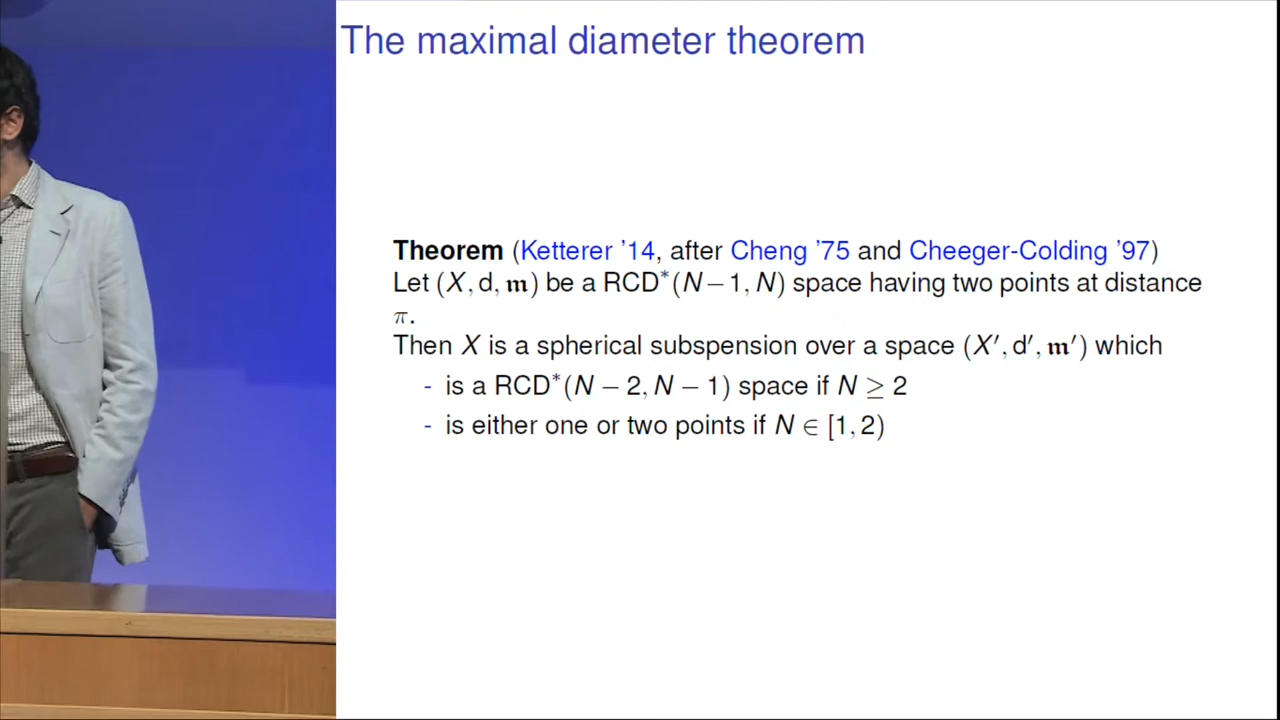 The maximal diameter theorem
Theorem (Ketterer '14, after Cheng '75 and Cheeger-Colding '97)
Let (X, d, 𝔪) be a RCD*(N−1, N) space having two points at distance
π.
Then X is a spherical subspension over a space (X′, d′, 𝔪′) which
- is a RCD*(N − 2, N − 1) space if N ≥ 2
- is either one or two points if N ∈ [1, 2)